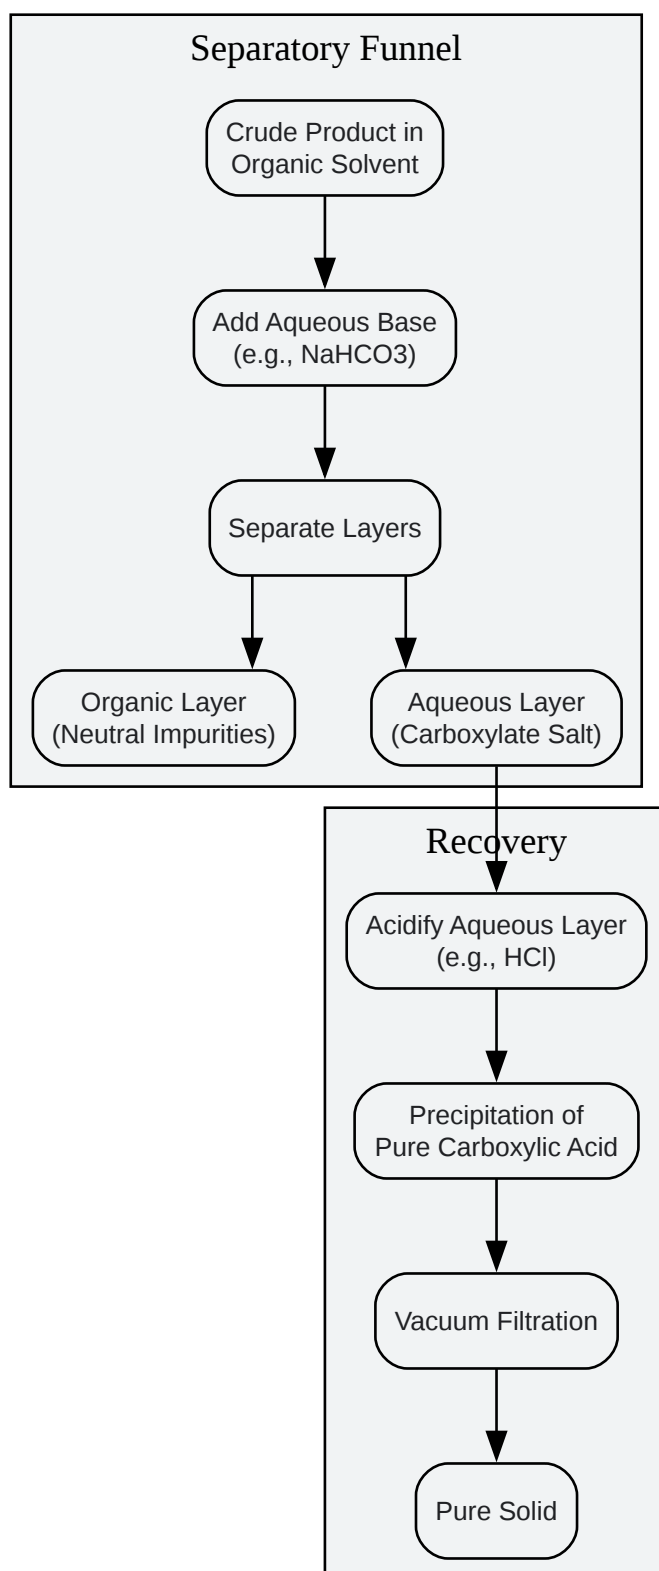 Separatory Funnel
Crude Product in
Organic Solvent
Add Aqueous Base
(e.g., NaHCO3)
Separate Layers
Organic Layer
(Neutral Impurities)
Aqueous Layer
(Carboxylate Salt)
Recovery
Acidify Aqueous Layer
(e.g., HCl)
Precipitation of
Pure Carboxylic Acid
Vacuum Filtration
Pure Solid